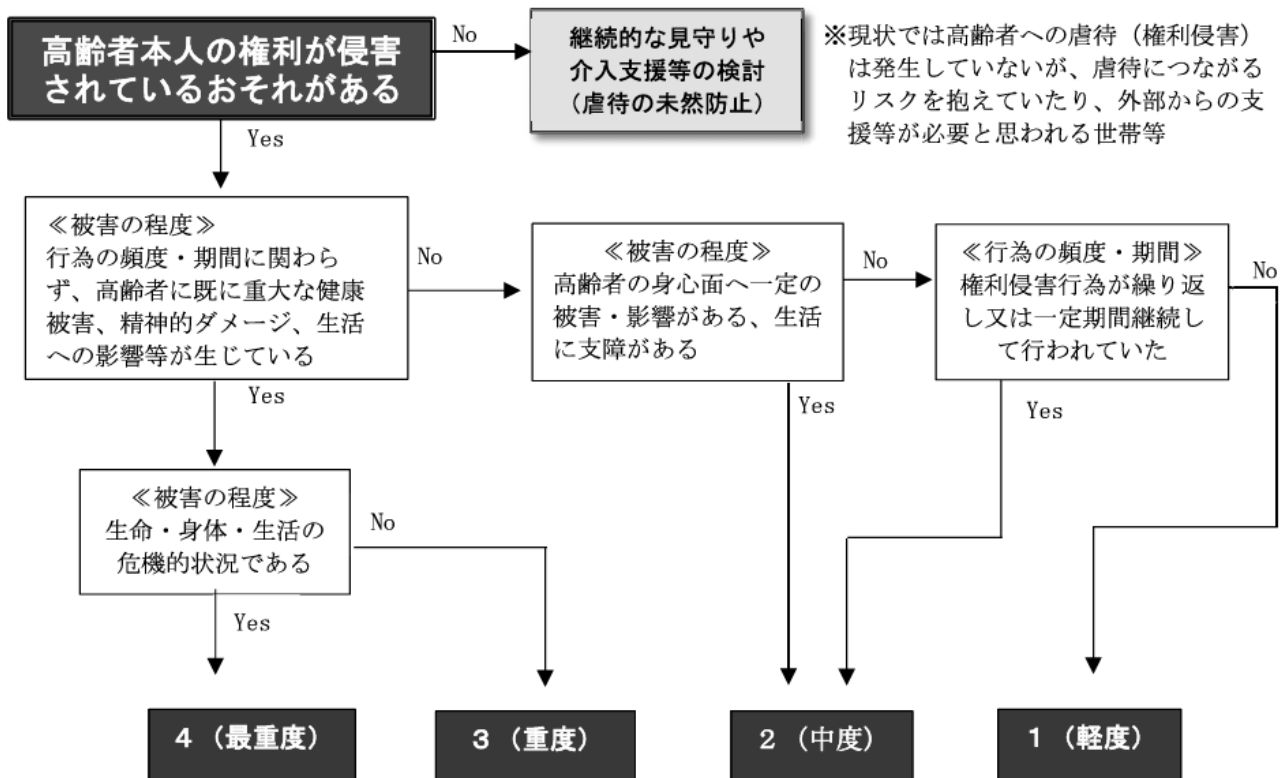 高齢者本人の権利が侵害
されているおそれがある
No
継続的な見守りや
介入支援等の検討
（虐待の未然防止）
※現状では高齢者への虐待（権利侵害）
は発生していないが、虐待につながる
リスクを抱えていたり、外部からの支
援等が必要と思われる世帯等
Yes
≪被害の程度≫
行為の頻度・期間に関わら
ず、高齢者に既に重大な健康
被害、精神的ダメージ、生活
への影響等が生じている
No
≪被害の程度≫
高齢者の身心面へ一定の
被害・影響がある、生活
に支障がある
No
≪行為の頻度・期間≫
権利侵害行為が繰り返
し又は一定期間継続し
て行われていた
No
Yes
Yes
Yes
≪被害の程度≫
生命・身体・生活の
危機的状況である
No
Yes
4（最重度）
3（重度）
2（中度）
1（軽度）